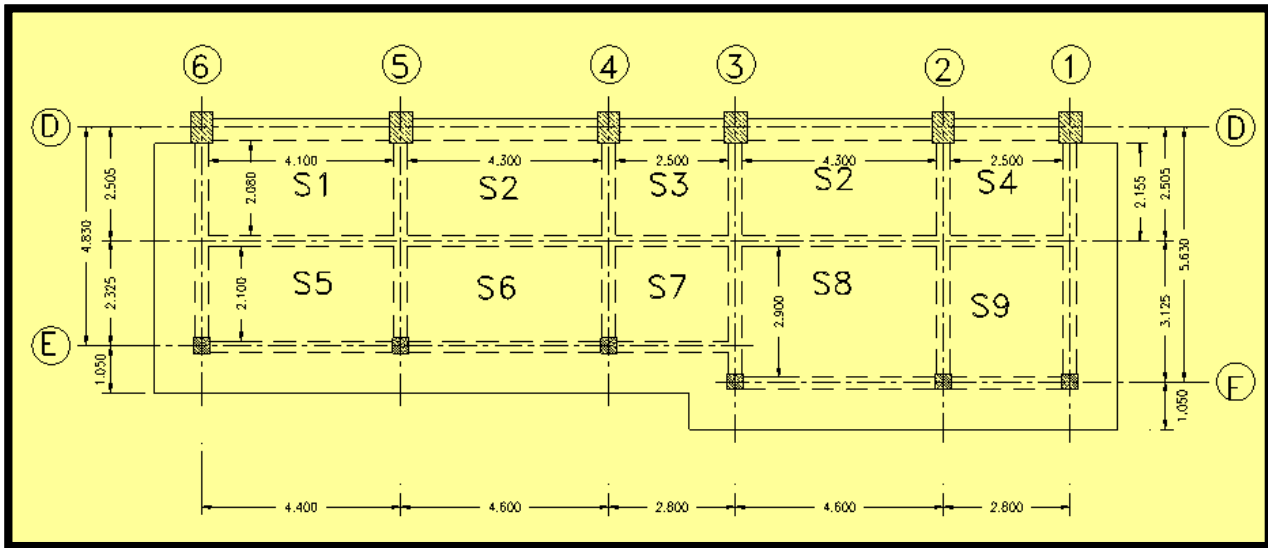 6 5 4 3 2 1
D D
4.100 4.300 2.500 4.300 2.500
S1 S2 S3 S2 S4
2.505 2.080 2.155 2.505
4.830 5.630
S5 S6 S7 S8 S9
2.325 2.100 2.900 3.125
E F
1.050 1.050
4.400 4.600 2.800 4.600 2.800